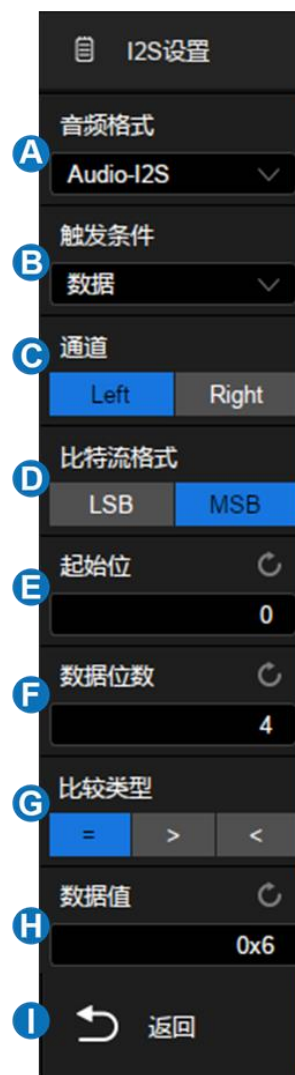 I2S设置
A
音频格式
Audio-I2S
B
触发条件
数据
C
通道
Left Right
D
比特流格式
LSB MSB
E
起始位
0
F
数据位数
4
G
比较类型
= > <
H
数据值
0x6
I
返回